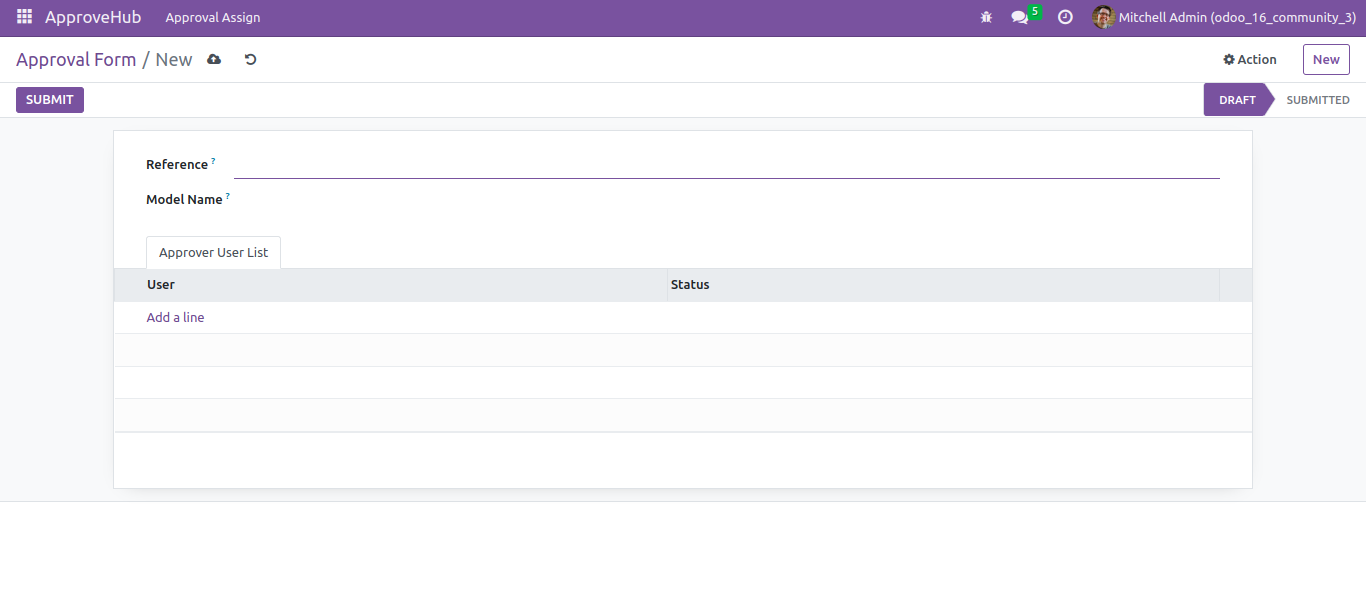 ApproveHub Approval Assign 5 Mitchell Admin (odoo_16_community_3)
Approval Form / New Action New
SUBMIT DRAFT SUBMITTED
Reference ?
Model Name ?
Approver User List
User Status
Add a line